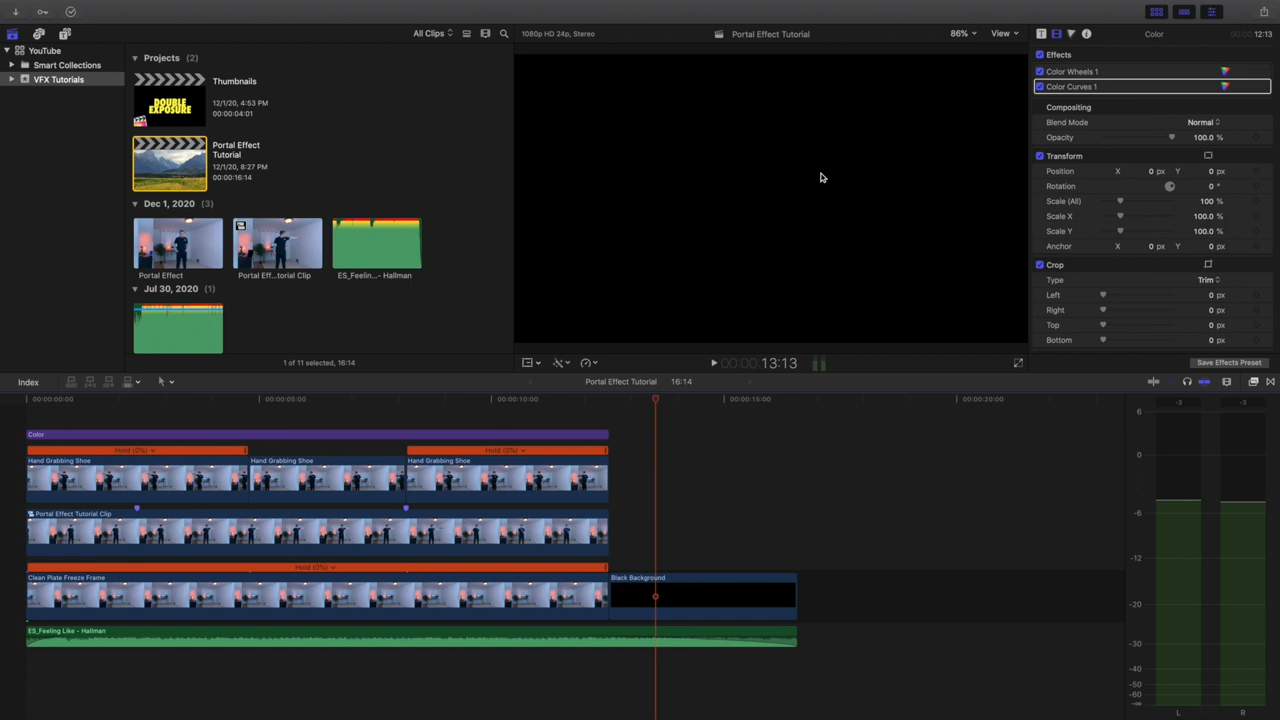 All Clips
1080p HD 24p, Stereo
Portal Effect Tutorial
86%
View
Color
00:00
12:13
YouTube
Smart Collections
VFX Tutorials
Projects (2)
Thumbnails
12/1/20, 4:53 PM
00:00:04:01
DOUBLE
EXPOSURE
Portal Effect
Tutorial
12/1/20, 8:27 PM
00:00:16:14
Dec 1, 2020 (3)
Portal Effect
Portal Eff...torial Clip
ES_Feelin...- Hallman
Jul 30, 2020 (1)
1 of 11 selected, 16:14
00:00:13:13
Effects
Color Wheels 1
Color Curves 1
Compositing
Blend Mode
Normal
Opacity
100.0 %
Transform
Position X 0 px Y 0 px
Rotation 0 °
Scale (All) 100 %
Scale X 100.0 %
Scale Y 100.0 %
Anchor X 0 px Y 0 px
Crop
Type Trim
Left 0 px
Right 0 px
Top 0 px
Bottom 0 px
Save Effects Preset
Index
Portal Effect Tutorial 16:14
00:00:00:00
00:00:05:00
00:00:10:00
00:00:15:00
00:00:20:00
Color
Hold (0%)
Hold (0%)
Hand Grabbing Shoe
Hand Grabbing Shoe
Hand Grabbing Shoe
Portal Effect Tutorial Clip
Hold (0%)
Clean Plate Freeze Frame
Black Background
ES_Feeling Like - Hallman
-3
-3
6
0
-6
-12
-20
-30
-40
-50
-60
-∞
L
R